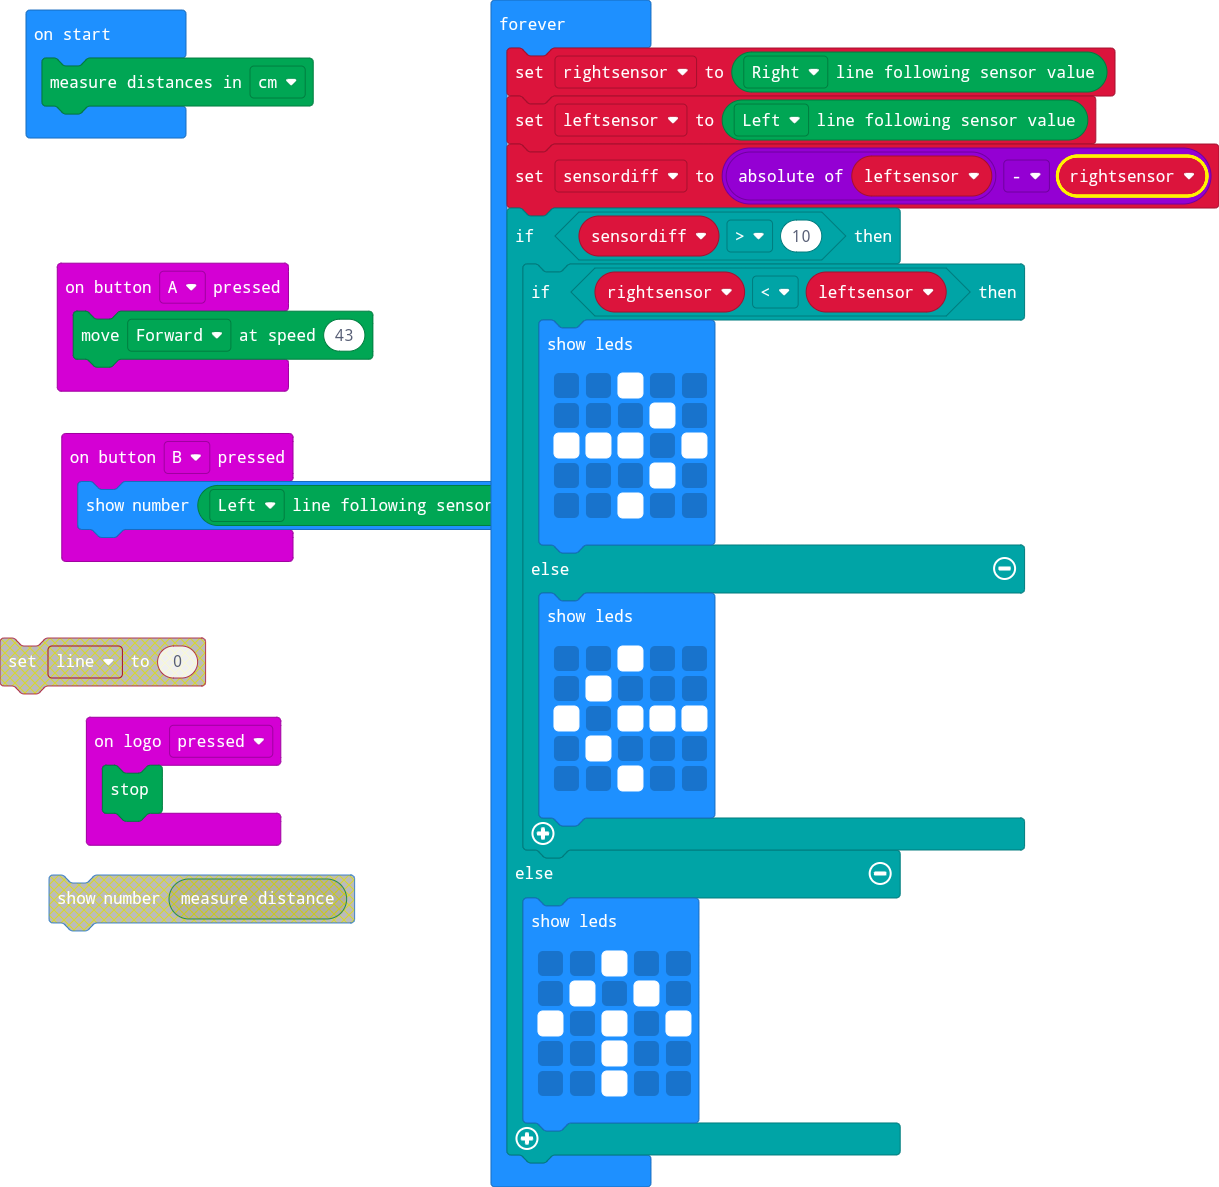 on start
measure distances in cm
on button A pressed
move Forward at speed 43
on button B pressed
show number Left line following sensor
set line to 0
on logo pressed
stop
show number measure distance
forever
set rightsensor to Right line following sensor value
set leftsensor to Left line following sensor value
set sensordiff to absolute of leftsensor - rightsensor
if sensordiff > 10 then
if rightsensor < leftsensor then
show leds
else
show leds
else
show leds